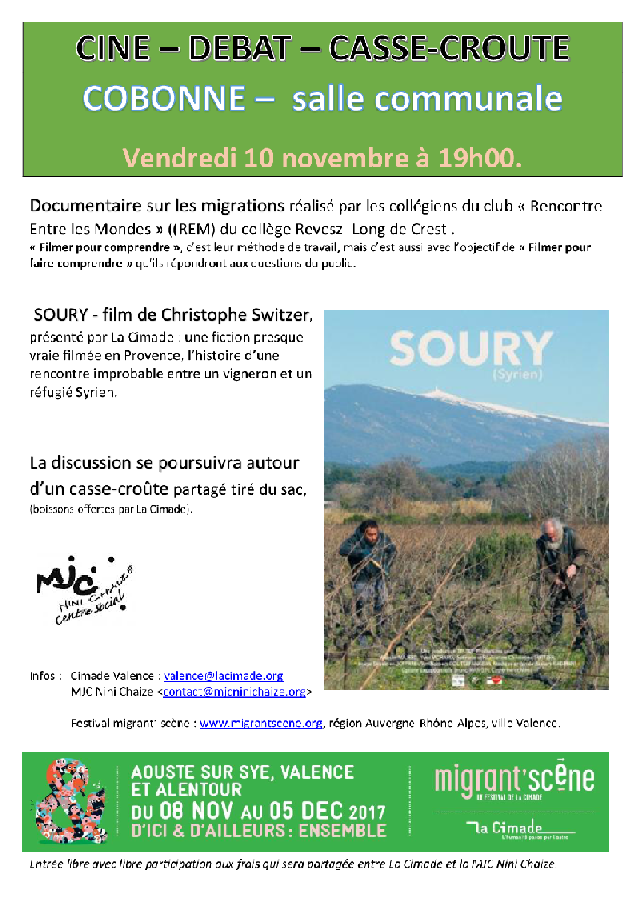 CINE – DEBAT – CASSE-CROUTE
COBONNE – salle communale
Vendredi 10 novembre à 19h00.
Documentaire sur les migrations réalisé par les collégiens du club « Rencontre
Entre les Mondes » ((REM) du collège Revesz Long de Crest .
« Filmer pour comprendre », c'est leur méthode de travail, mais c'est aussi avec l'objectif de « Filmer pour
faire comprendre » qu'ils répondront aux questions du public.
SOURY - film de Christophe Switzer,
présenté par La Cimade : une fiction presque
vraie filmée en Provence, l'histoire d'une
rencontre improbable entre un vigneron et un
réfugié Syrien.
SOURY
(Syrien)
La discussion se poursuivra autour
d'un casse-croûte partagé tiré du sac,
(boissons offertes par La Cimade).
MJC
NINI CHAIZE
Centre social
Infos : Cimade Valence : valence@lacimade.org
MJC Nini Chaize <contact@mjcninichaize.org>
Festival migrant' scène : www.migrantscene.org, région Auvergne-Rhône-Alpes, ville Valence.
AOUSTE SUR SYE, VALENCE
ET ALENTOUR
DU 08 NOV AU 05 DEC 2017
D'ICI & D'AILLEURS : ENSEMBLE
migrant'scène
UN FESTIVAL DE LA CIMADE
la Cimade
L'humanité passe par l'autre
Entrée libre avec libre participation aux frais qui sera partagée entre La Cimade et la MJC Nini Chaize